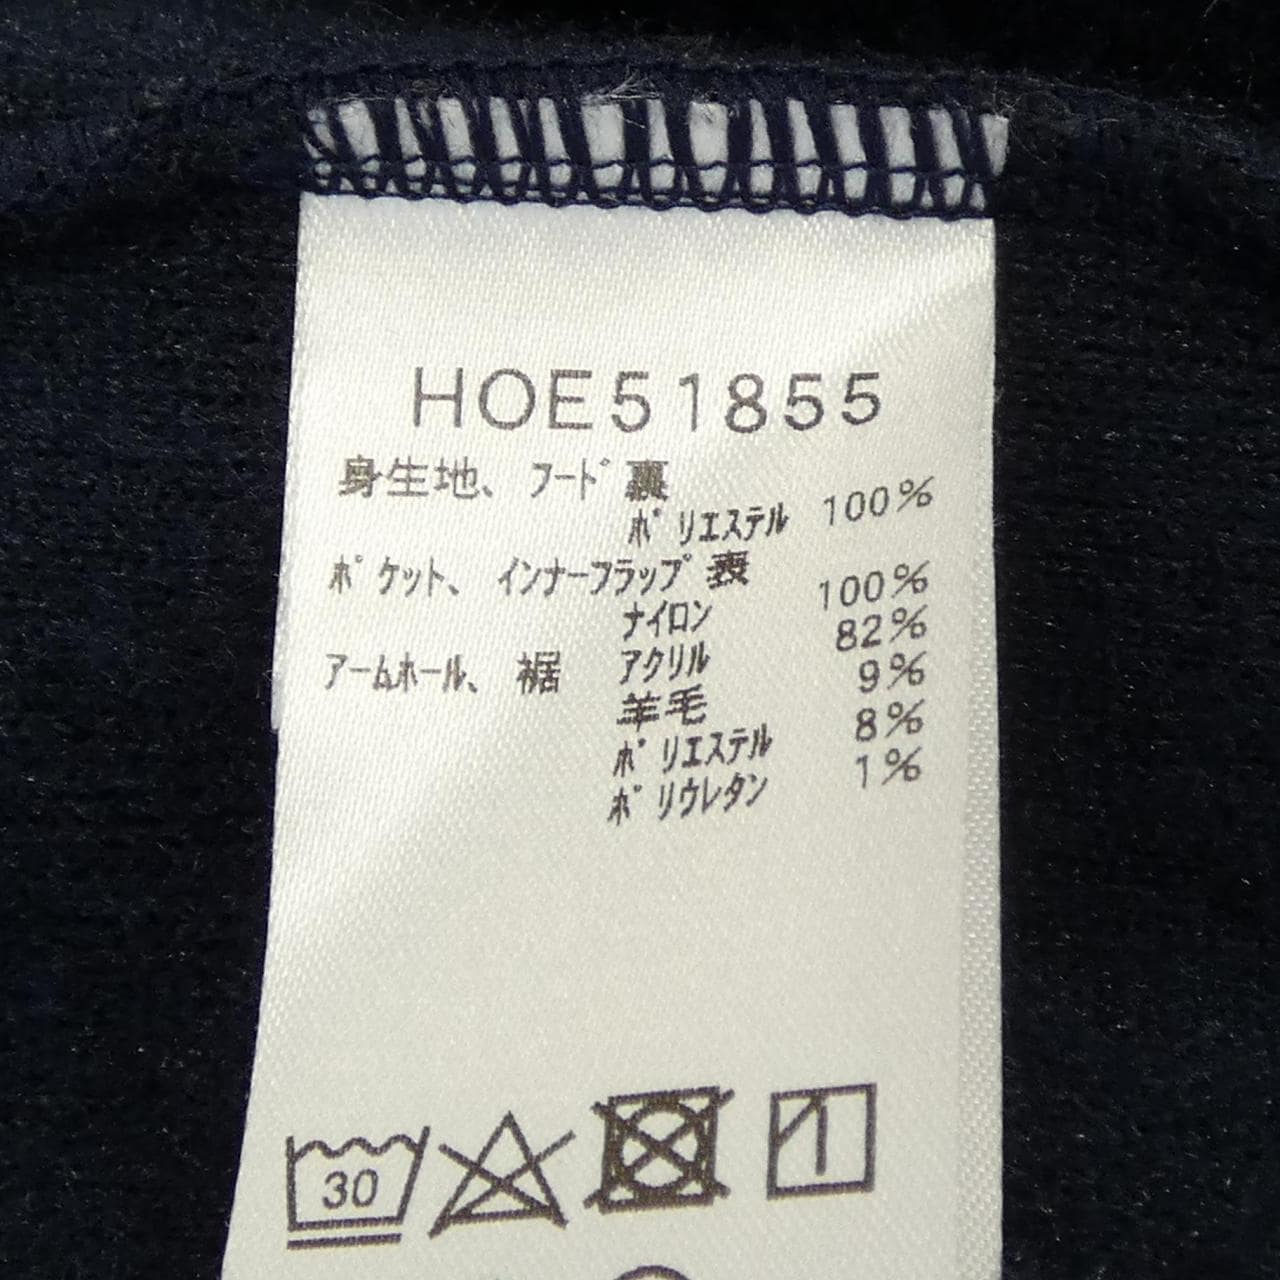 HOE51855
身生地、フード裏
ポリエステル 100%
ポケット、インナーフラップ裏
ナイロン 100%
アームホール、裾 アクリル 82%
羊毛 9%
ポリエステル 8%
ポリウレタン 1%
30